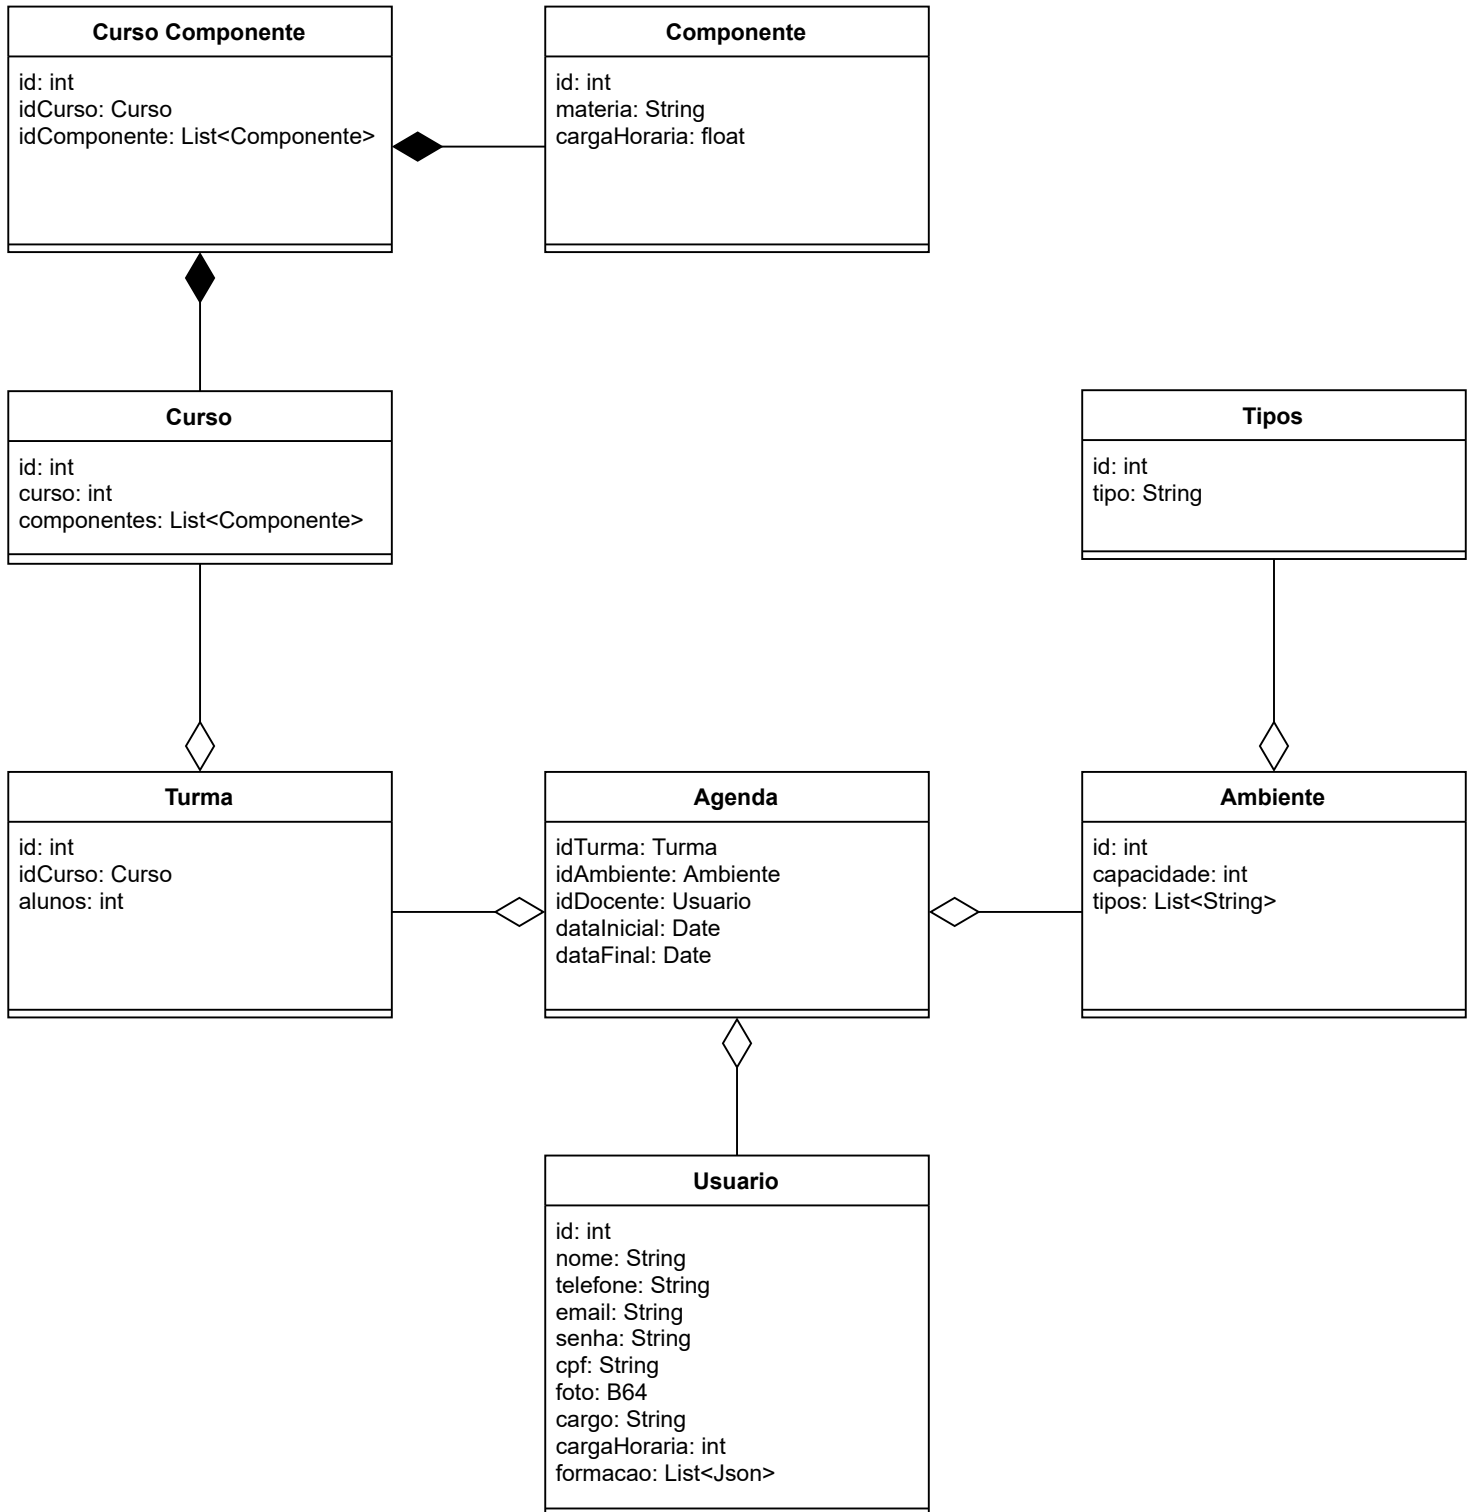 Curso Componente
id: int
idCurso: Curso
idComponente: List<Componente>
Componente
id: int
materia: String
cargaHoraria: float
Curso
id: int
curso: int
componentes: List<Componente>
Tipos
id: int
tipo: String
Turma
id: int
idCurso: Curso
alunos: int
Agenda
idTurma: Turma
idAmbiente: Ambiente
idDocente: Usuario
dataInicial: Date
dataFinal: Date
Ambiente
id: int
capacidade: int
tipos: List<String>
Usuario
id: int
nome: String
telefone: String
email: String
senha: String
cpf: String
foto: B64
cargo: String
cargaHoraria: int
formacao: List<Json>